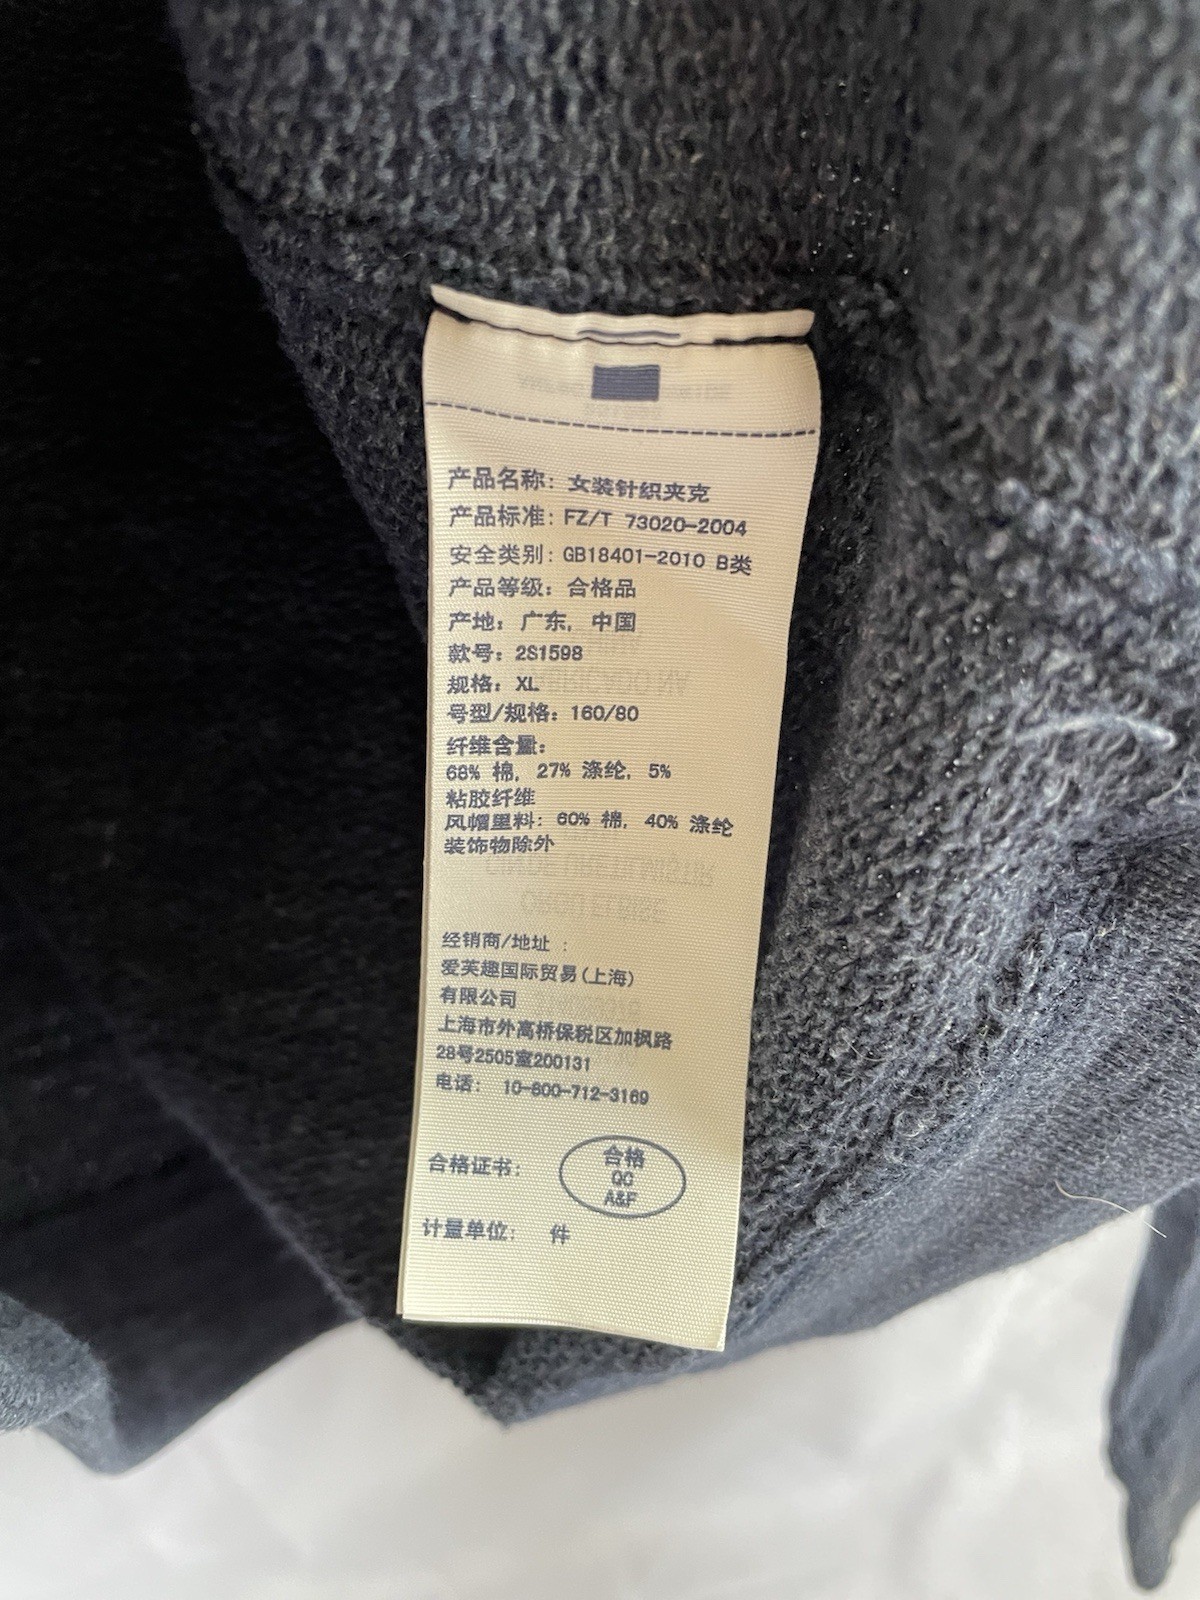 产品名称: 女装针织夹克
产品标准: FZ/T 73020-2004
安全类别: GB18401-2010 B类
产品等级: 合格品
产地: 广东, 中国
款号: 2S1598
规格: XL
号型/规格: 160/80
纤维含量:
68% 棉, 27% 涤纶, 5%
粘胶纤维
风帽里料: 60% 棉, 40% 涤纶
装饰物除外
经销商/地址 :
爱芙趣国际贸易(上海)
有限公司
上海市外高桥保税区加枫路
28号2505室200131
电话: 10-800-712-3169
合格证书:
合格
QC
A&F
计量单位: 件